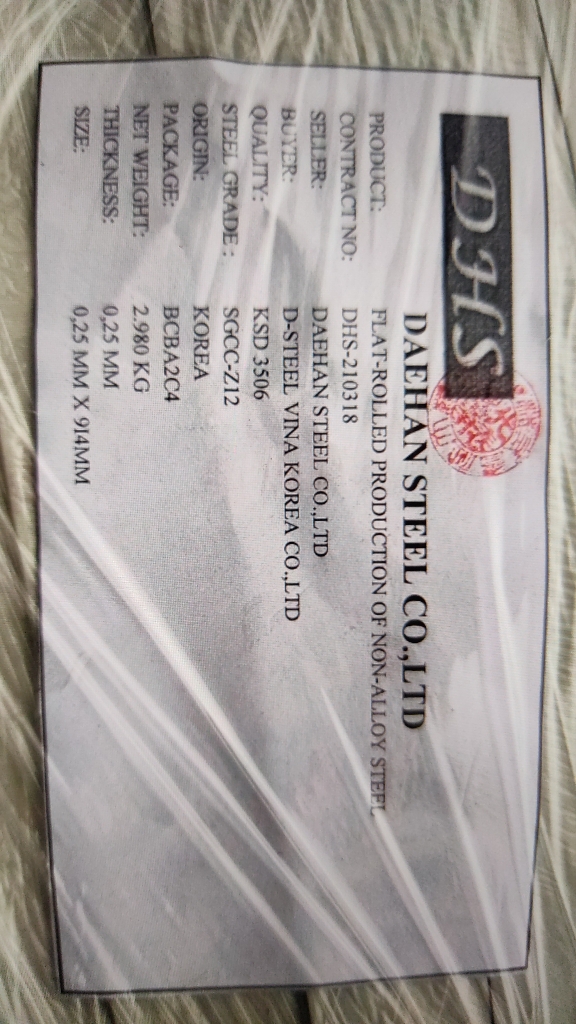 DHS
DAEHAN STEEL CO.,LTD
PRODUCT: FLAT-ROLLED PRODUCTION OF NON-ALLOY STEEL
CONTRACT NO: DHS-210318
SELLER: DAEHAN STEEL CO.,LTD
BUYER: D-STEEL VINA KOREA CO.,LTD
QUALITY: KSD 3506
STEEL GRADE : SGCC-Z12
ORIGIN: KOREA
PACKAGE: BCBA2C4
NET WEIGHT: 2.980 KG
THICKNESS: 0,25 MM
SIZE: 0,25 MM X 914MM